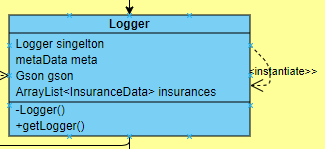 Logger
Logger singelton
metaData meta
Gson gson
<instantiate>>
ArrayList<InsuranceData> insurances
-Logger()
+getLogger()